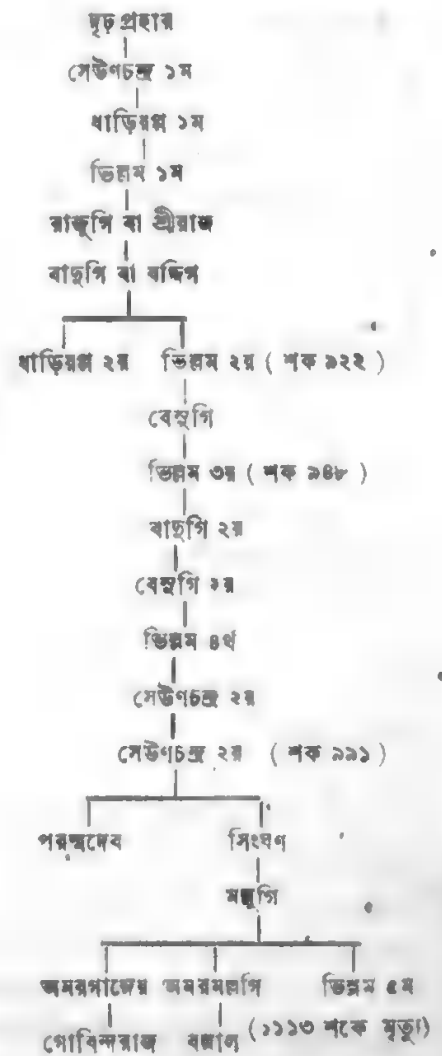 দৃঢ়প্রহার
সেউণচন্দ্র ১ম
ধাড়িয়প্প ১ম
ভিল্লম ১ম
রাজুগি বা শ্রীরাজ
বাদুগি বা বদ্দিগ
ধাড়িয়প্প ২য় ভিল্লম ২য় ( শক ৯২২ )
বেসুগি
ভিল্লম ৩য় ( শক ৯৪৮ )
বাদুগি ২য়
বেসুগি ২য়
ভিল্লম ৪র্থ
সেউণচন্দ্র ২য়
সেউণচন্দ্র ২য় ( শক ৯৯১ )
পরম্মদেব সিংঘণ
মল্লুগি
অমরগাঙ্গেয় অমরমল্লগি ভিল্লম ৫ম
গোবিন্দরাজ বল্লাল (১১১৩ শকে মৃত্যু)